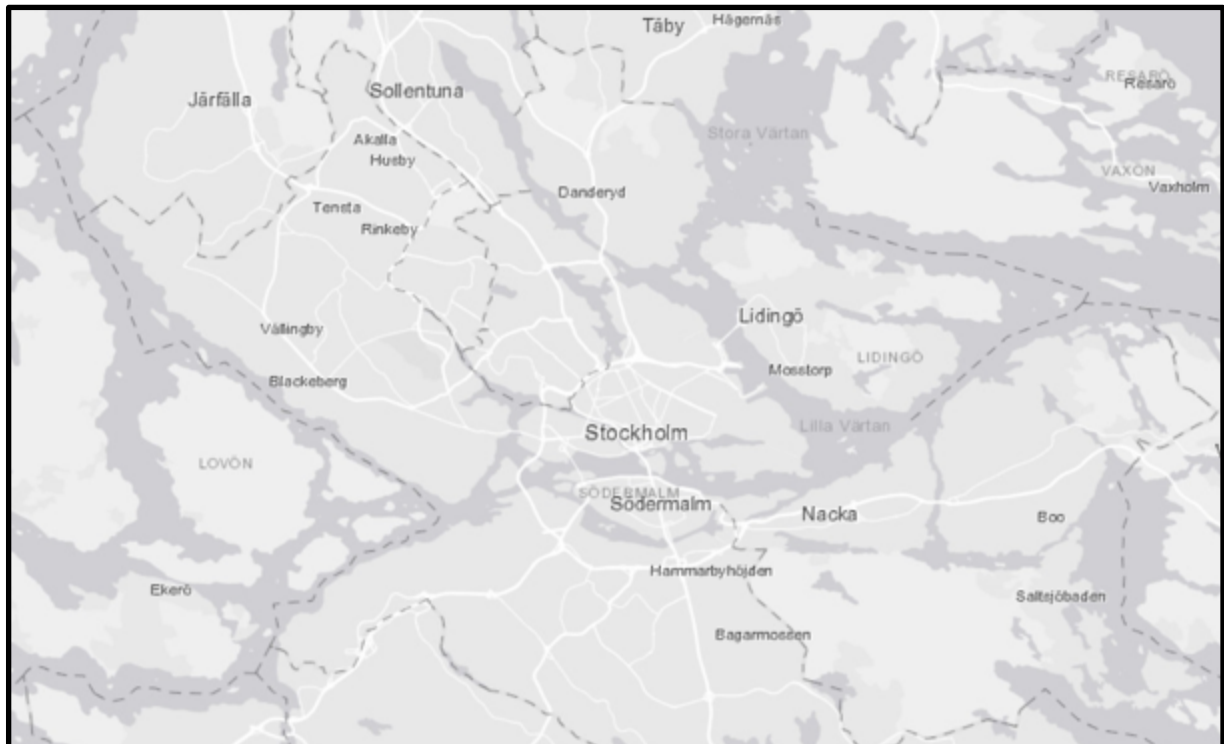 Täby
Hägernäs
Järfälla
Sollentuna
RESARÖ
Resarö
Stora Värtan
Akalla
Husby
VAXÖN
Vaxholm
Danderyd
Tensta
Rinkeby
Vällingby
Lidingö
LIDINGÖ
Mosstorp
Blackeberg
Stockholm
Lilla Värtan
LOVÖN
SÖDERMALM
Södermalm
Nacka
Boo
Hammarbyhöjden
Ekerö
Saltsjöbaden
Bagarmossen